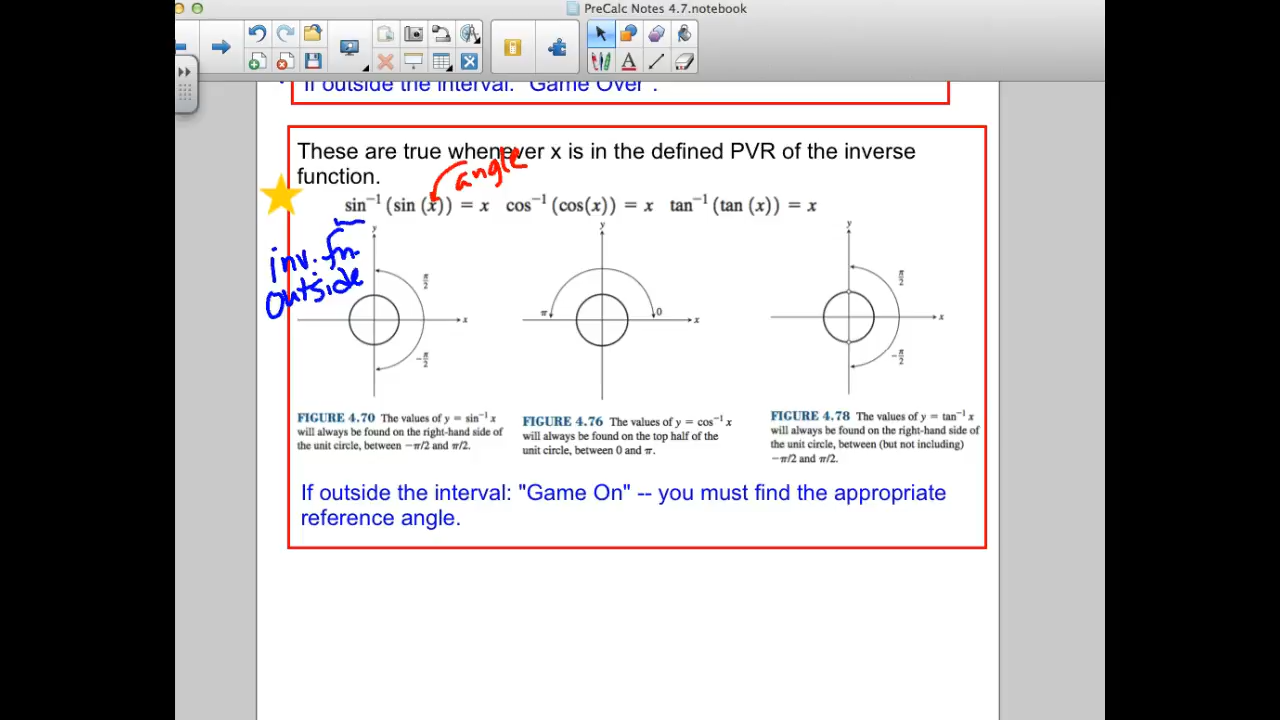 PreCalc Notes 4.7.notebook
If outside the interval: "Game Over".
These are true whenever x is in the defined PVR of the inverse
function.
angle
sin⁻¹ (sin (x)) = x cos⁻¹ (cos(x)) = x tan⁻¹ (tan (x)) = x
inv. fn.
outside
y
π/2
x
−π/2
y
π
0
x
y
π/2
x
−π/2
FIGURE 4.70 The values of y = sin⁻¹ x
will always be found on the right-hand side of
the unit circle, between −π/2 and π/2.
FIGURE 4.76 The values of y = cos⁻¹ x
will always be found on the top half of the
unit circle, between 0 and π.
FIGURE 4.78 The values of y = tan⁻¹ x
will always be found on the right-hand side of
the unit circle, between (but not including)
−π/2 and π/2.
If outside the interval: "Game On" -- you must find the appropriate
reference angle.